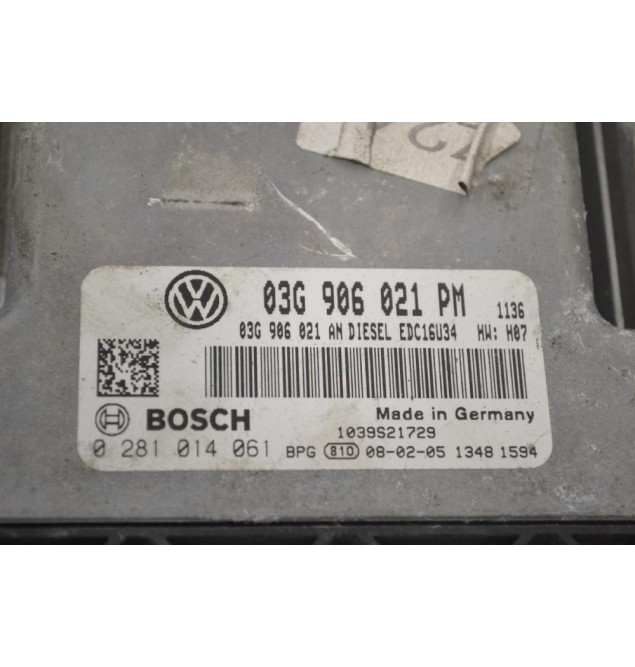 22
03G 906 021 PM 1136
03G 906 021 AN DIESEL EDC16U34 HW: H07
BOSCH Made in Germany
1039S21729
0 281 014 061 BPG 810 08-02-05 1348 1594